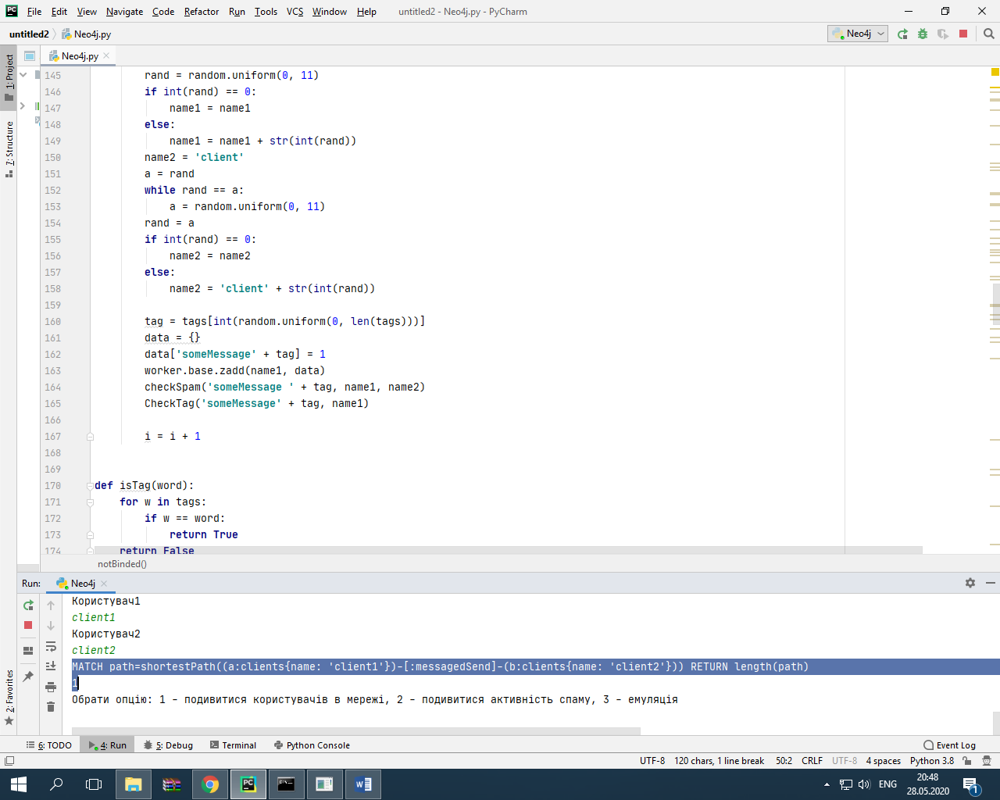 File Edit View Navigate Code Refactor Run Tools VCS Window Help untitled2 - Neo4j.py - PyCharm
untitled2 Neo4j.py Neo4j
1: Project
7: Structure
2: Favorites
Neo4j.py
145 rand = random.uniform(0, 11)
146 if int(rand) == 0:
147 name1 = name1
148 else:
149 name1 = name1 + str(int(rand))
150 name2 = 'client'
151 a = rand
152 while rand == a:
153 a = random.uniform(0, 11)
154 rand = a
155 if int(rand) == 0:
156 name2 = name2
157 else:
158 name2 = 'client' + str(int(rand))
159
160 tag = tags[int(random.uniform(0, len(tags)))]
161 data = {}
162 data['someMessage' + tag] = 1
163 worker.base.zadd(name1, data)
164 checkSpam('someMessage ' + tag, name1, name2)
165 CheckTag('someMessage' + tag, name1)
166
167 i = i + 1
168
169
170 def isTag(word):
171 for w in tags:
172 if w == word:
173 return True
174 return False
notBinded()
Run: Neo4j
Користувач1
client1
Користувач2
client2
MATCH path=shortestPath((a:clients{name: 'client1'})-[:messagedSend]-(b:clients{name: 'client2'})) RETURN length(path)
1
Обрати опцію: 1 - подивитися користувачів в мережі, 2 - подивитися активність спаму, 3 - емуляція
6: TODO 4: Run 5: Debug Terminal Python Console Event Log
UTF-8 120 chars, 1 line break 50:2 CRLF UTF-8 4 spaces Python 3.8
ENG 20:48
28.05.2020
1